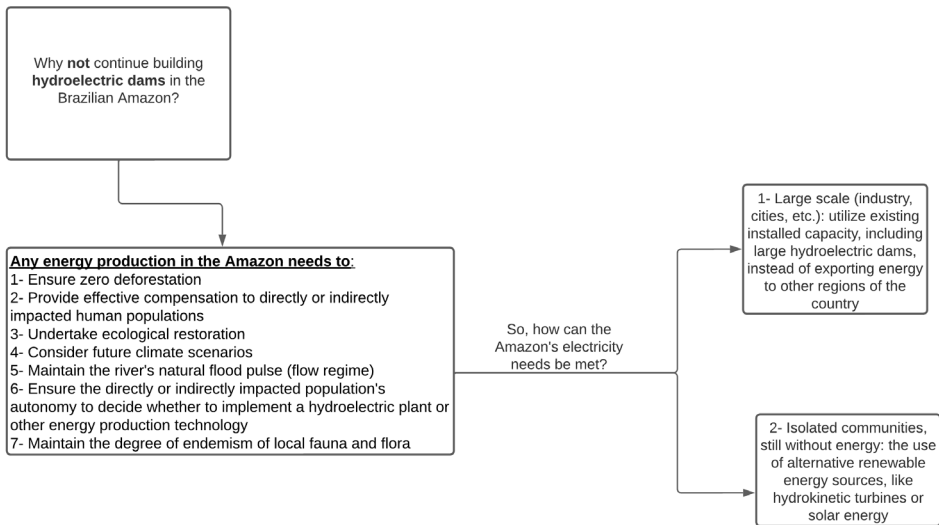 Why not continue building
hydroelectric dams in the
Brazilian Amazon?
Any energy production in the Amazon needs to:
1- Ensure zero deforestation
2- Provide effective compensation to directly or indirectly
impacted human populations
3- Undertake ecological restoration
4- Consider future climate scenarios
5- Maintain the river's natural flood pulse (flow regime)
6- Ensure the directly or indirectly impacted population's
autonomy to decide whether to implement a hydroelectric plant or
other energy production technology
7- Maintain the degree of endemism of local fauna and flora
So, how can the
Amazon's electricity
needs be met?
1- Large scale (industry,
cities, etc.): utilize existing
installed capacity, including
large hydroelectric dams,
instead of exporting energy
to other regions of the
country
2- Isolated communities,
still without energy: the use
of alternative renewable
energy sources, like
hydrokinetic turbines or
solar energy